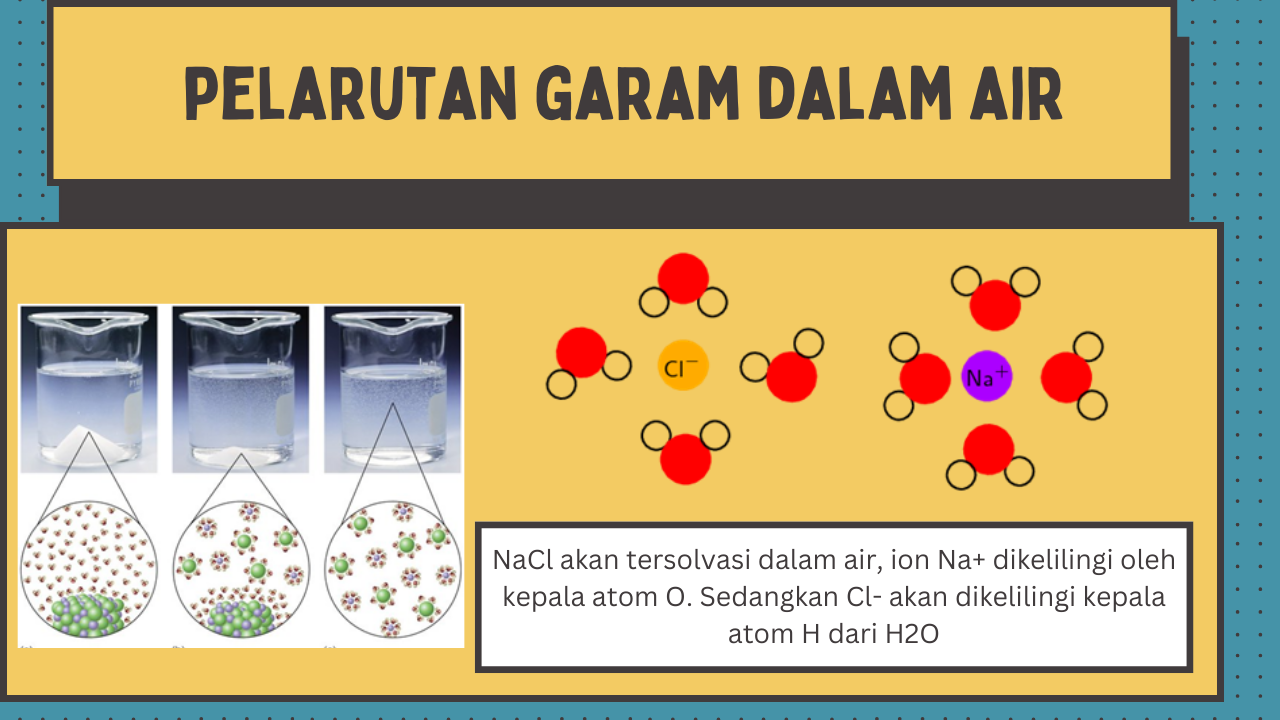 PELARUTAN GARAM DALAM AIR
Cl⁻
Na⁺
NaCl akan tersolvasi dalam air, ion Na+ dikelilingi oleh
kepala atom O. Sedangkan Cl- akan dikelilingi kepala
atom H dari H2O